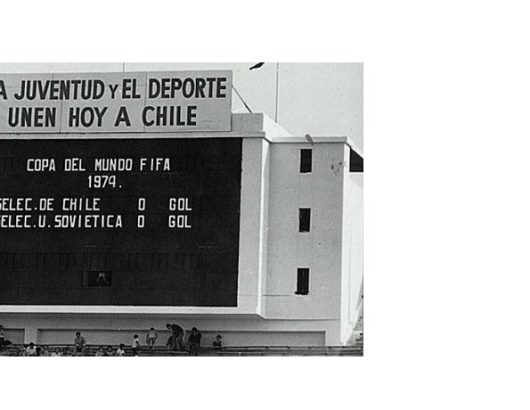 A JUVENTUD Y EL DEPORTE
UNEN HOY A CHILE
COPA DEL MUNDO FIFA
1974.
SELEC. DE CHILE 0 GOL
SELEC. U. SOVIETICA 0 GOL